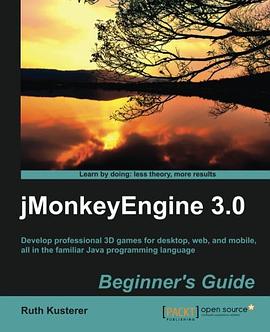 Learn by doing: less theory, more results
jMonkeyEngine 3.0
Develop professional 3D games for desktop, web, and mobile,
all in the familiar Java programming language
Beginner's Guide
Ruth Kusterer
[PACKT] open source
PUBLISHING